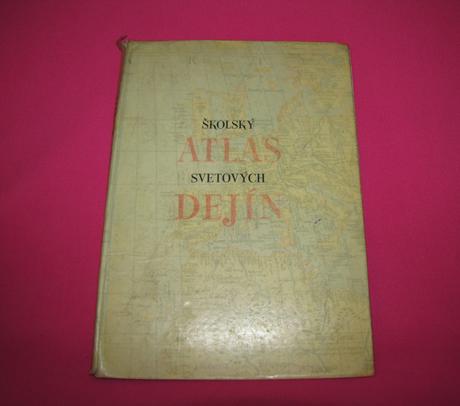 ŠKOLSKÝ
ATLAS
SVETOVÝCH
DEJÍN